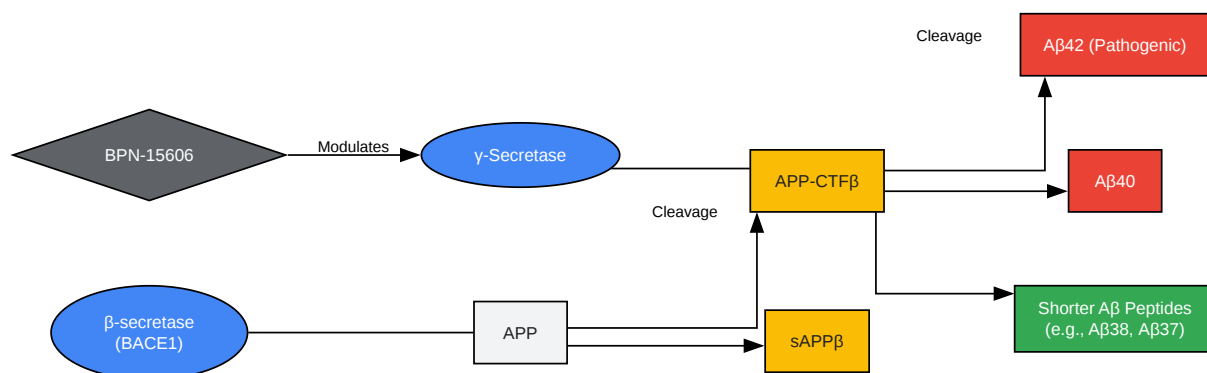 Cleavage
Aβ42 (Pathogenic)
BPN-15606
Modulates
γ-Secretase
APP-CTFβ
Aβ40
Cleavage
β-secretase
(BACE1)
APP
sAPPβ
Shorter Aβ Peptides
(e.g., Aβ38, Aβ37)